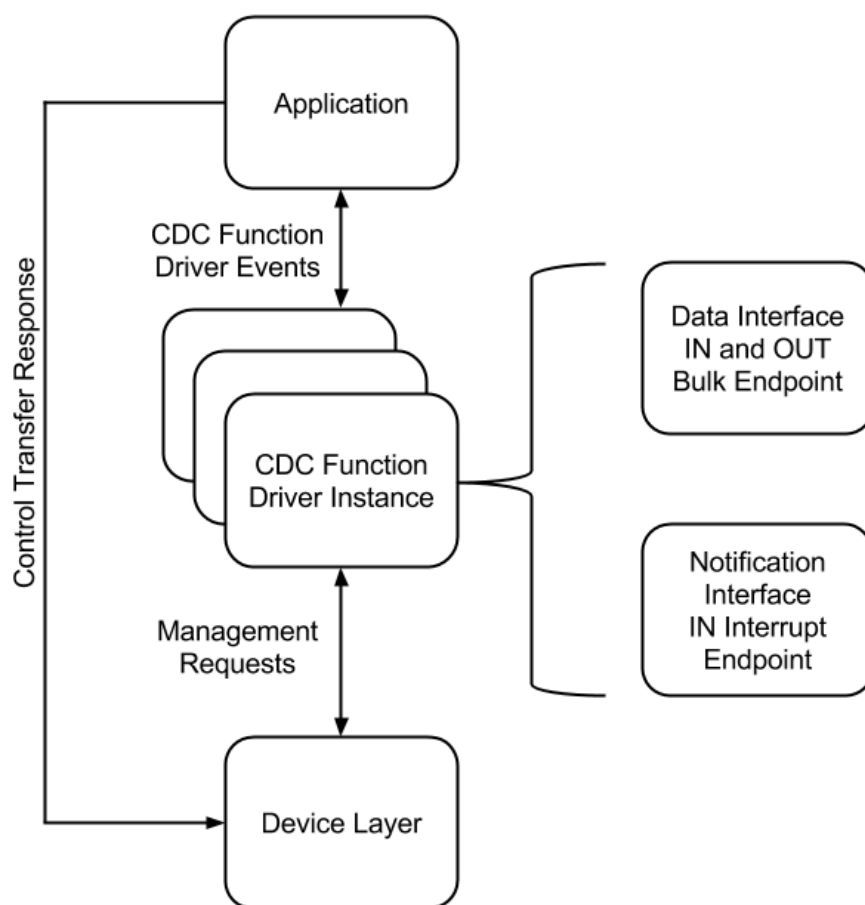 Application
CDC Function
Driver Events
Control Transfer Response
Data Interface
IN and OUT
Bulk Endpoint
CDC Function
Driver Instance
Notification
Interface
IN Interrupt
Endpoint
Management
Requests
Device Layer